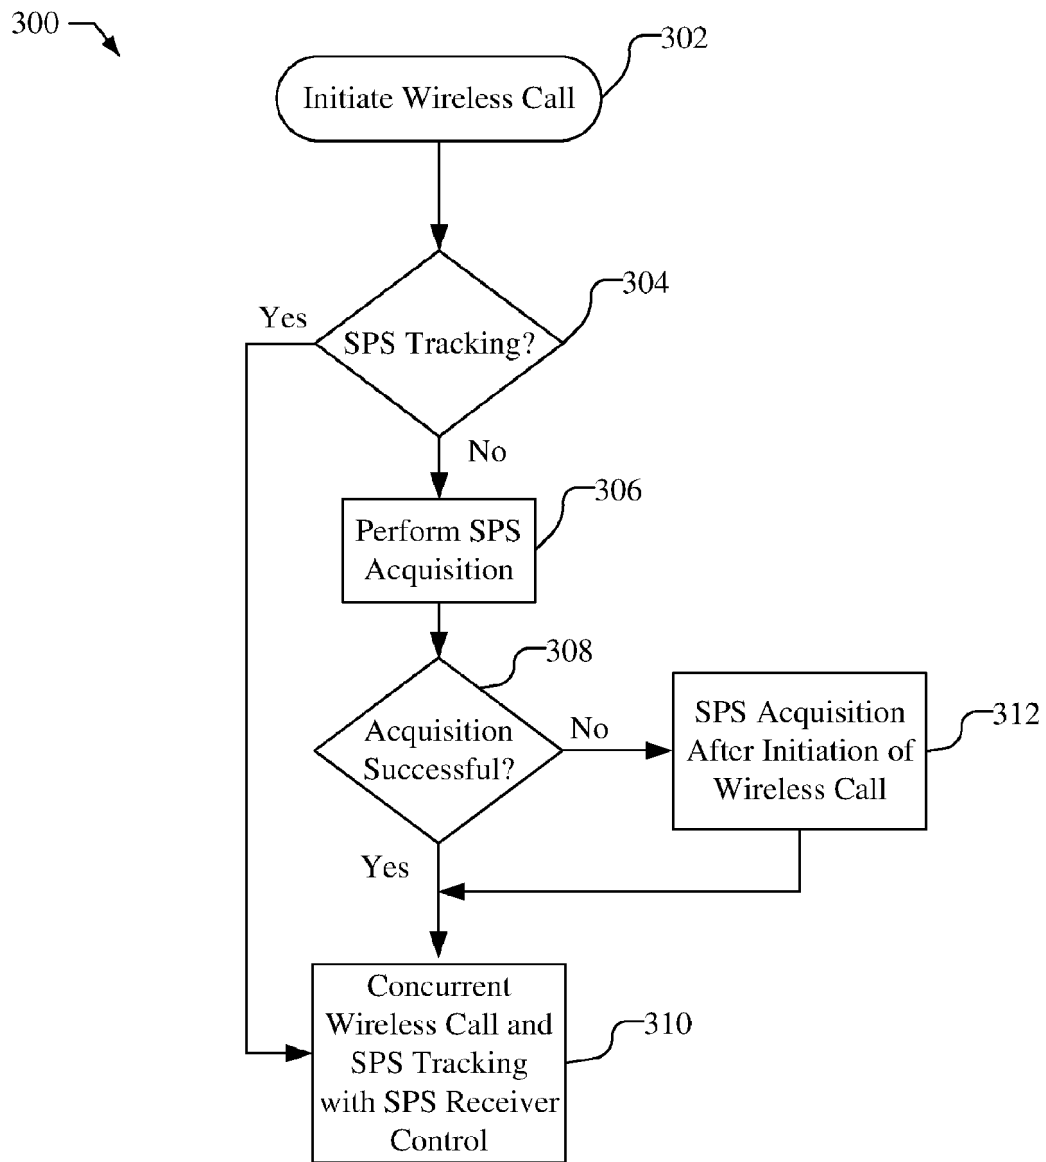 300
302
Initiate Wireless Call
304
Yes
SPS Tracking?
No
306
Perform SPS
Acquisition
308
Acquisition
Successful?
No
SPS Acquisition
After Initiation of
Wireless Call
312
Yes
Concurrent
Wireless Call and
SPS Tracking
with SPS Receiver
Control
310